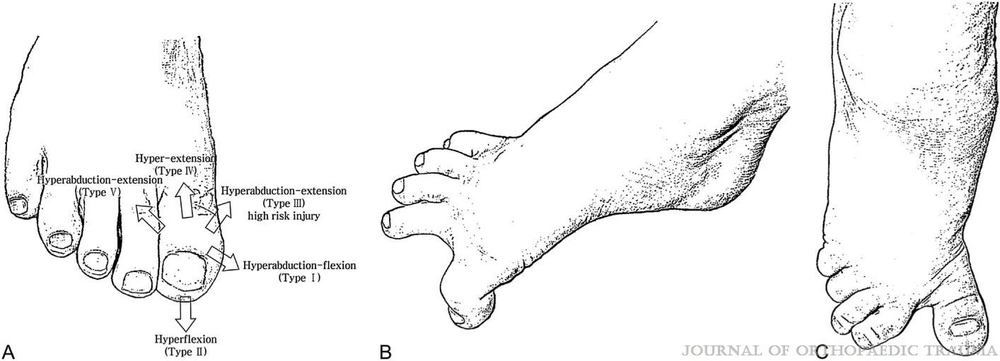 Hyper-extension
(Type Ⅳ)
Hyperabduction-extension
(Type Ⅴ)
Hyperabduction-extension
(Type Ⅲ)
high risk injury
Hyperabduction-flexion
(Type Ⅰ)
Hyperflexion
(Type Ⅱ)
A
B
C
JOURNAL OF ORTHOPAEDIC TRAUMA